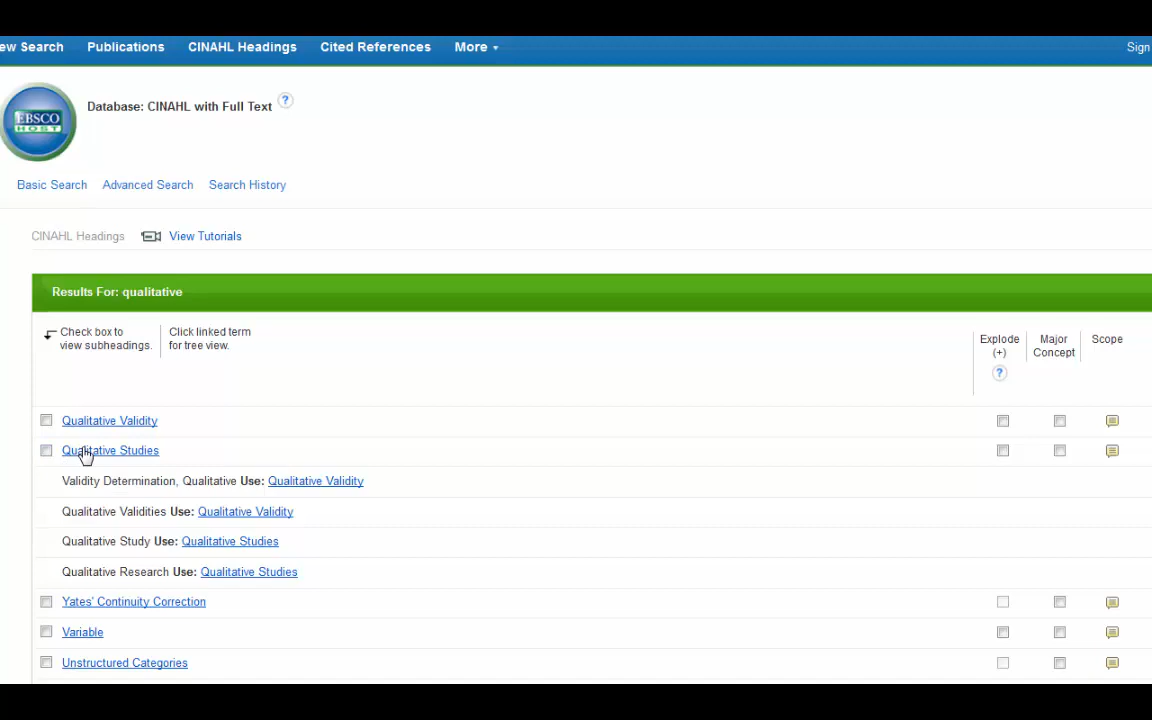 ew Search Publications CINAHL Headings Cited References More Sign
EBSCO
HOST
Database: CINAHL with Full Text ?
Basic Search Advanced Search Search History
CINAHL Headings View Tutorials
Results For: qualitative
Check box to view subheadings. Click linked term for tree view. Explode (+) ? Major Concept Scope
Qualitative Validity
Qualitative Studies
Validity Determination, Qualitative Use: Qualitative Validity
Qualitative Validities Use: Qualitative Validity
Qualitative Study Use: Qualitative Studies
Qualitative Research Use: Qualitative Studies
Yates' Continuity Correction
Variable
Unstructured Categories